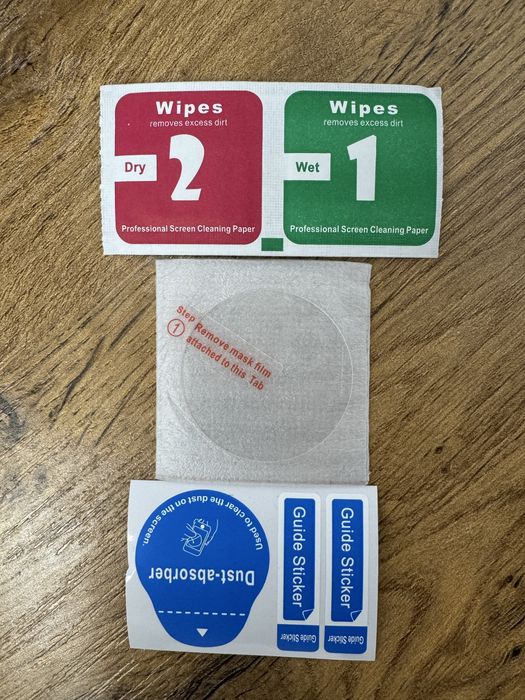 Wipes
removes excess dirt
Dry
2
Professional Screen Cleaning Paper
Wipes
removes excess dirt
Wet
1
Professional Screen Cleaning Paper
Step
1
Remove mask film
attached to this Tab
Used to clear the dust on the screen.
Dust-absorber
Guide Sticker
Guide Sticker
Guide Sticker
Guide Sticker